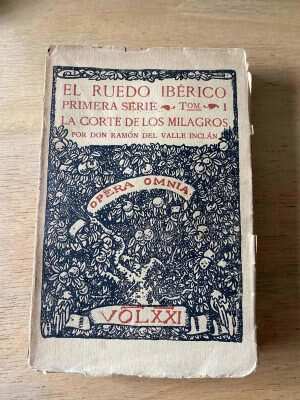 EL RUEDO IBÉRICO
PRIMERA SERIE TOM I
LA CORTE DE LOS MILAGROS
POR DON RAMÓN DEL VALLE INCLÁN
OPERA OMNIA
VOL XXI